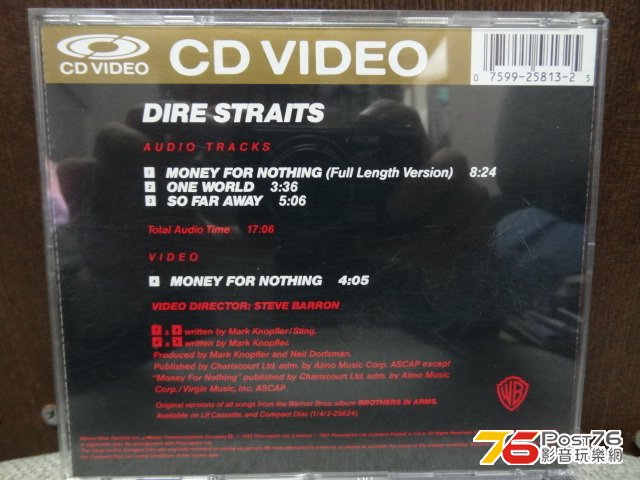 CD VIDEO
CD VIDEO
0 7599-25813-2 5
DIRE STRAITS
AUDIO TRACKS
1 MONEY FOR NOTHING (Full Length Version) 8:24
2 ONE WORLD 3:36
3 SO FAR AWAY 5:06
Total Audio Time 17:06
VIDEO
4 MONEY FOR NOTHING 4:05
VIDEO DIRECTOR: STEVE BARRON
written by Mark Knopfler/Sting.
written by Mark Knopfler.
Produced by Mark Knopfler and Neil Dorfsman.
Published by Chariscourt Ltd. adm. by Almo Music Corp. ASCAP except
"Money For Nothing" published by Chariscourt Ltd. adm. by Almo Music
Corp./Virgin Music, Inc. ASCAP.
Original versions of all songs from the Warner Bros. album BROTHERS IN ARMS.
Available on LP, Cassette, and Compact Disc (1/4/2-25624).
WB
76 Post76
影音玩樂網